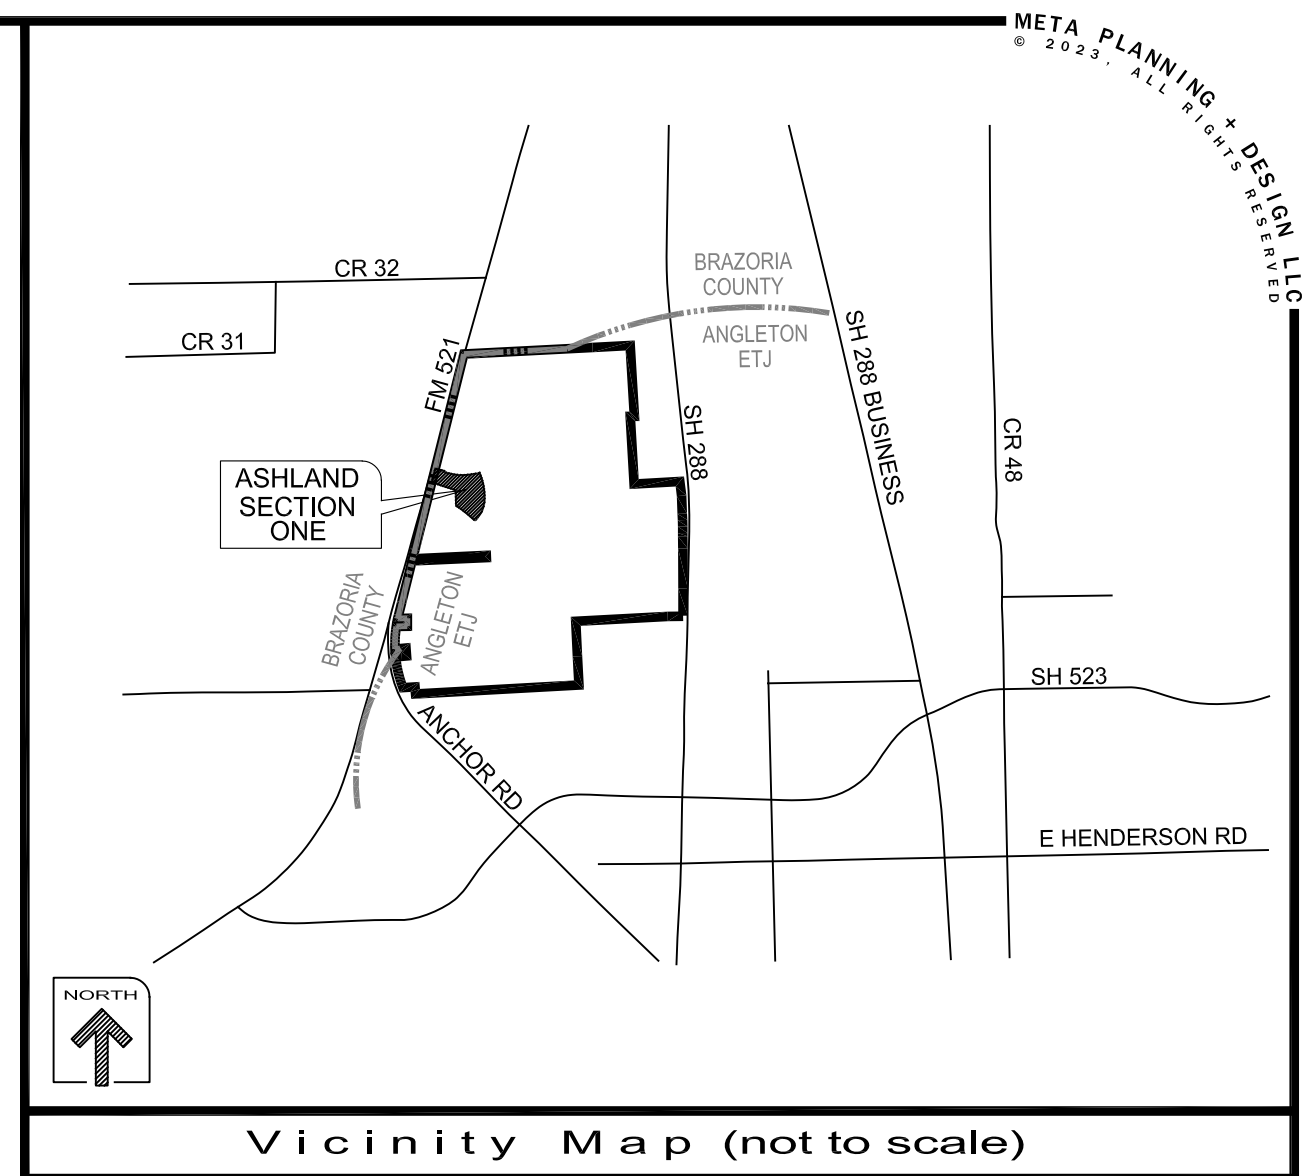 META PLANNING + DESIGN LLC
© 2023, ALL RIGHTS RESERVED
CR 32
BRAZORIA
COUNTY
ANGLETON
ETJ
CR 31
FM 521
SH 288 BUSINESS
SH 288
CR 48
ASHLAND
SECTION
ONE
BRAZORIA
COUNTY
ANGLETON
ETJ
SH 523
ANCHOR RD
E HENDERSON RD
NORTH
Vicinity Map (not to scale)